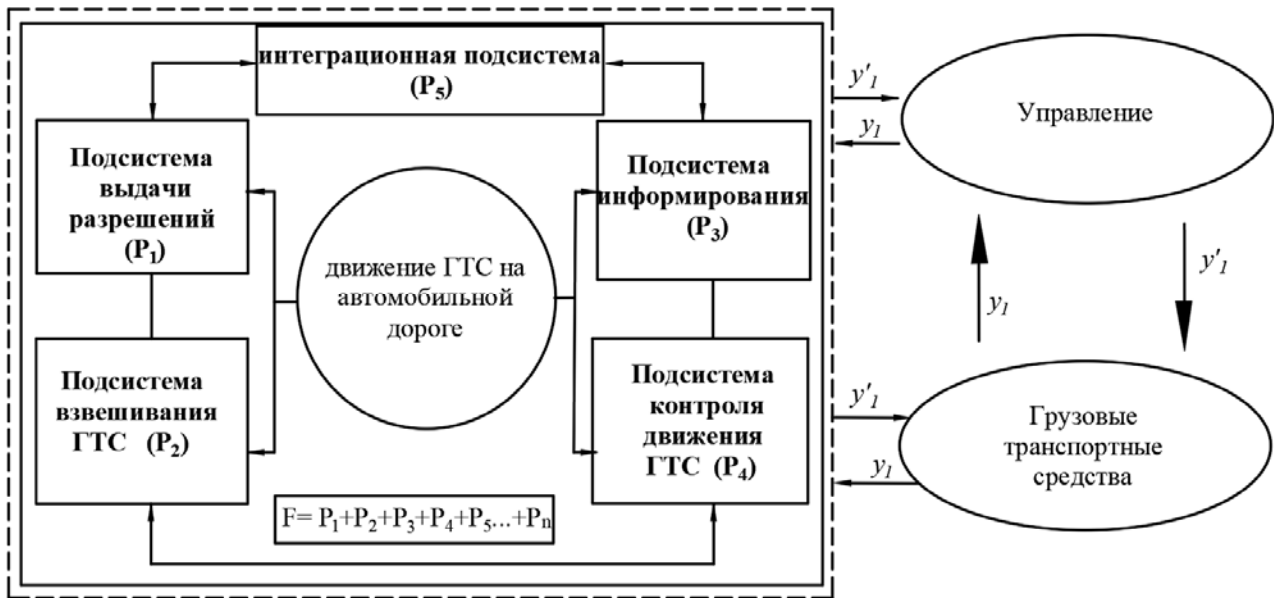 интеграционная подсистема
(P₅)
Подсистема
выдачи
разрешений
(P₁)
Подсистема
информирования
(P₃)
движение ГТС на
автомобильной
дороге
Подсистема
взвешивания
ГТС (P₂)
Подсистема
контроля
движения
ГТС (P₄)
F= P₁+P₂+P₃+P₄+P₅...+Pₙ
y'₁
y₁
Управление
y₁
y'₁
y'₁
y₁
Грузовые
транспортные
средства